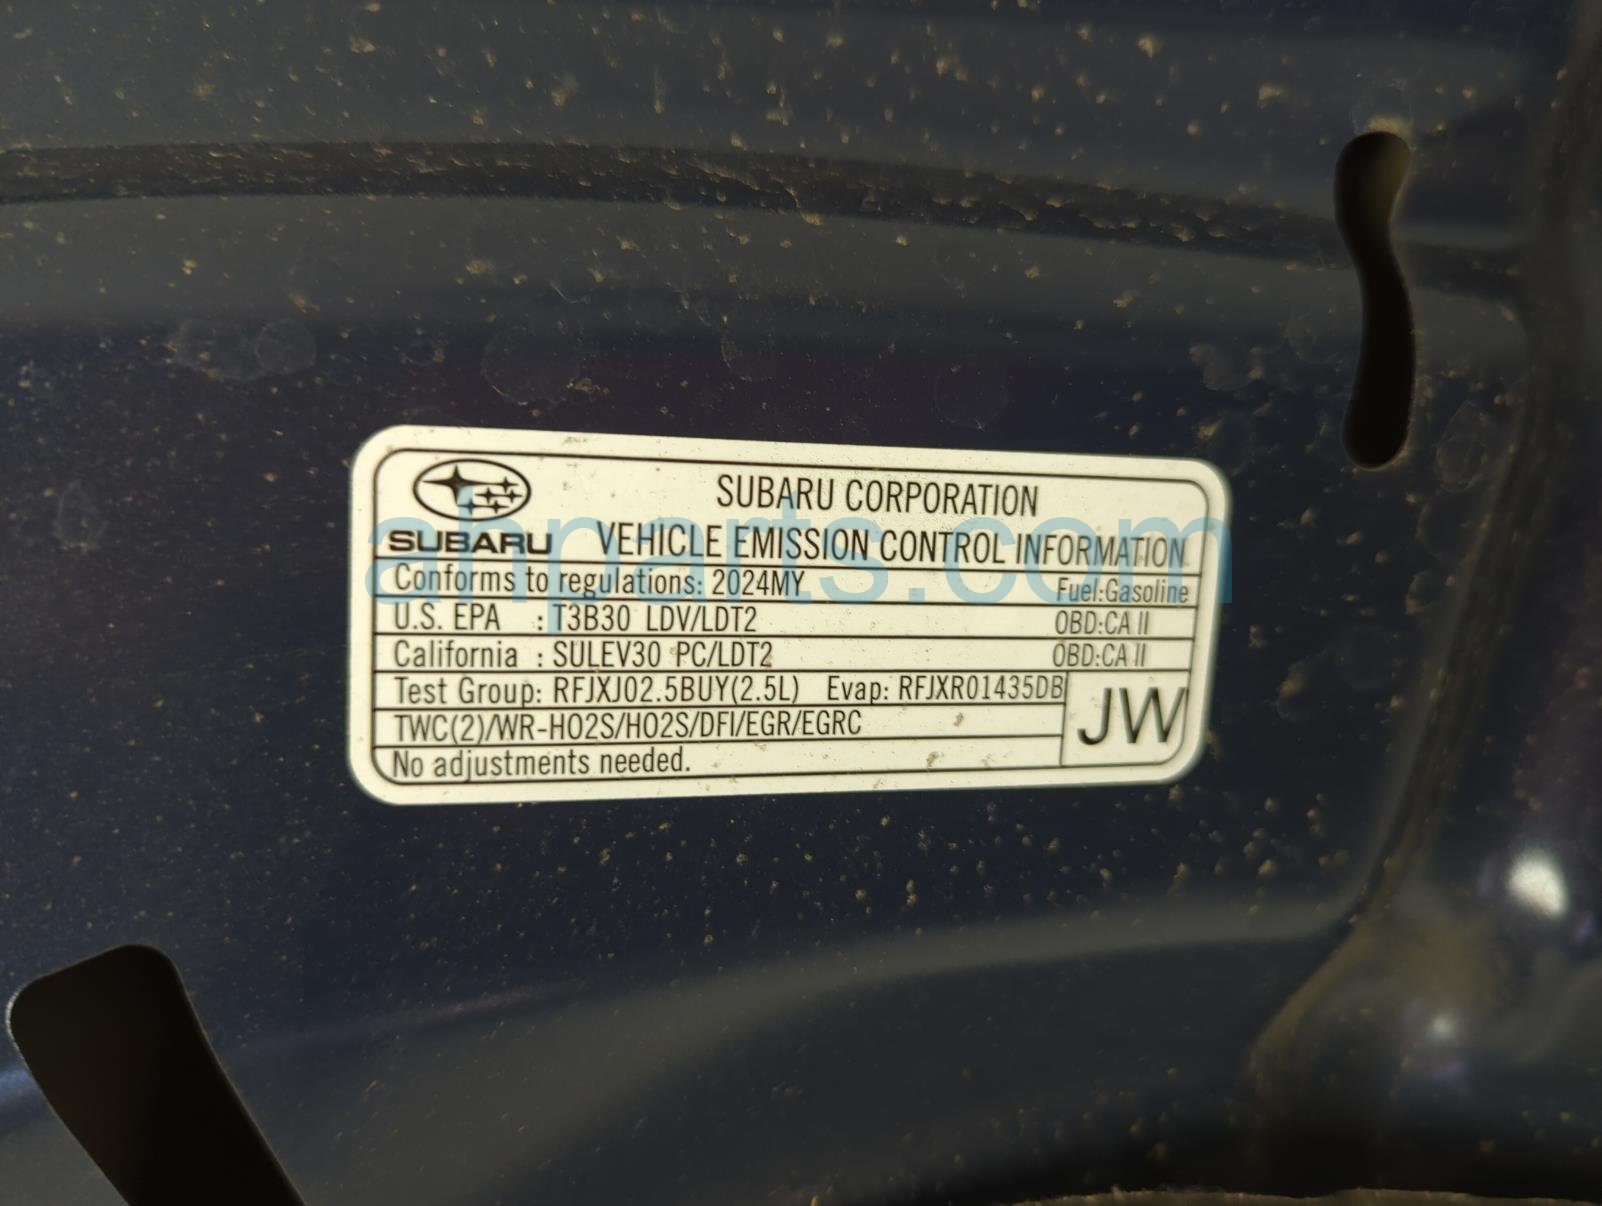 SUBARU CORPORATION
SUBARU VEHICLE EMISSION CONTROL INFORMATION
Conforms to regulations: 2024MY Fuel:Gasoline
U.S. EPA : T3B30 LDV/LDT2 OBD:CA II
California : SULEV30 PC/LDT2 OBD:CA II
Test Group: RFJXJ02.5BUY(2.5L) Evap: RFJXR01435DB
JW
TWC(2)/WR-HO2S/HO2S/DFI/EGR/EGRC
No adjustments needed.
ahparts.com